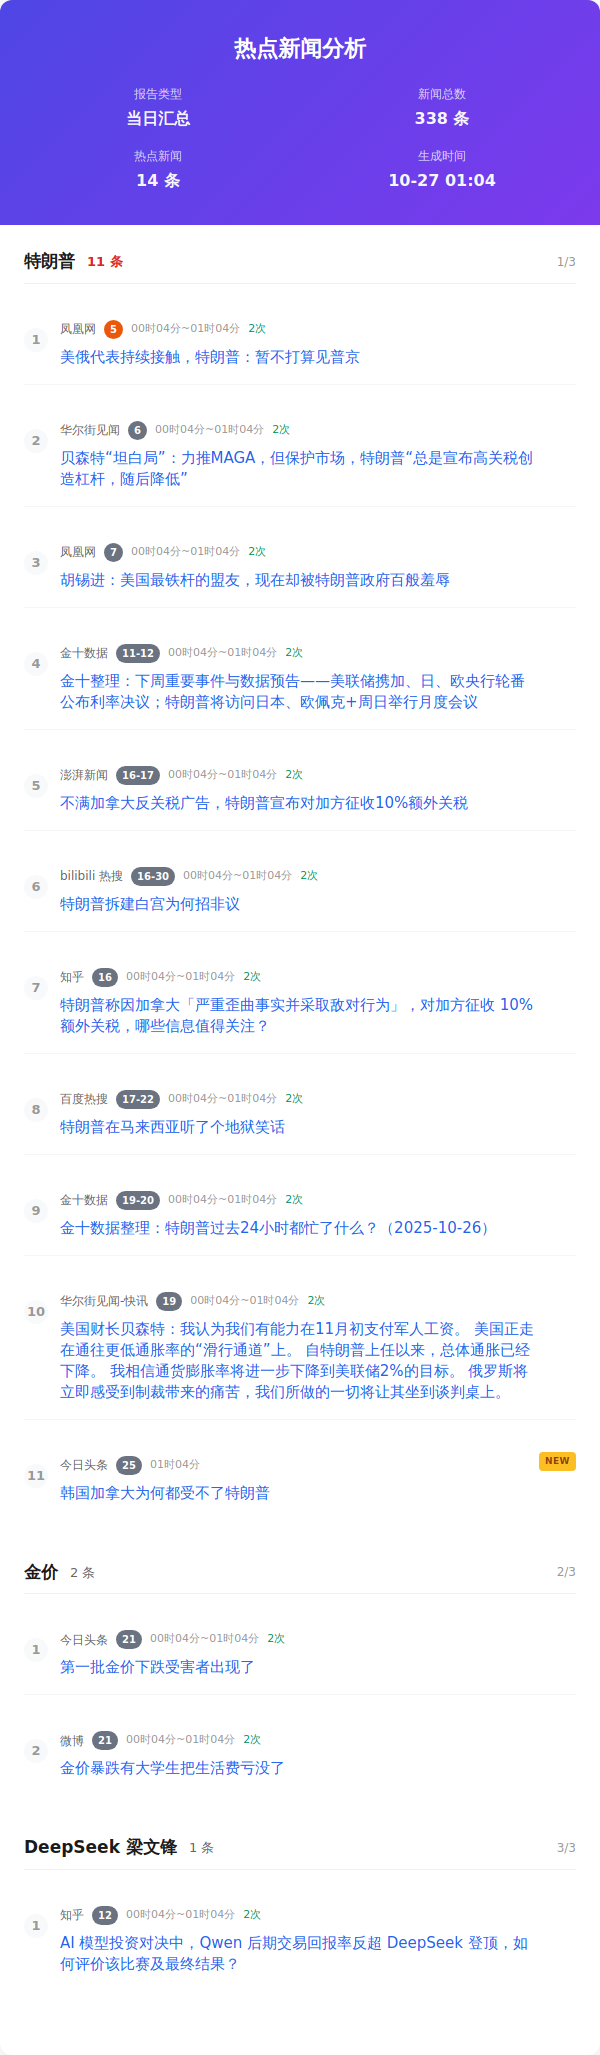 热点新闻分析
报告类型
当日汇总
新闻总数
338 条
热点新闻
14 条
生成时间
10-27 01:04
特朗普 11 条 1/3
1
凤凰网 5 00时04分~01时04分 2次
美俄代表持续接触，特朗普：暂不打算见普京
2
华尔街见闻 6 00时04分~01时04分 2次
贝森特“坦白局”：力推MAGA，但保护市场，特朗普“总是宣布高关税创
造杠杆，随后降低”
3
凤凰网 7 00时04分~01时04分 2次
胡锡进：美国最铁杆的盟友，现在却被特朗普政府百般羞辱
4
金十数据 11-12 00时04分~01时04分 2次
金十整理：下周重要事件与数据预告——美联储携加、日、欧央行轮番
公布利率决议；特朗普将访问日本、欧佩克+周日举行月度会议
5
澎湃新闻 16-17 00时04分~01时04分 2次
不满加拿大反关税广告，特朗普宣布对加方征收10%额外关税
6
bilibili 热搜 16-30 00时04分~01时04分 2次
特朗普拆建白宫为何招非议
7
知乎 16 00时04分~01时04分 2次
特朗普称因加拿大「严重歪曲事实并采取敌对行为」，对加方征收 10%
额外关税，哪些信息值得关注？
8
百度热搜 17-22 00时04分~01时04分 2次
特朗普在马来西亚听了个地狱笑话
9
金十数据 19-20 00时04分~01时04分 2次
金十数据整理：特朗普过去24小时都忙了什么？（2025-10-26）
10
华尔街见闻-快讯 19 00时04分~01时04分 2次
美国财长贝森特：我认为我们有能力在11月初支付军人工资。 美国正走
在通往更低通胀率的“滑行通道”上。 自特朗普上任以来，总体通胀已经
下降。 我相信通货膨胀率将进一步下降到美联储2%的目标。 俄罗斯将
立即感受到制裁带来的痛苦，我们所做的一切将让其坐到谈判桌上。
11
今日头条 25 01时04分 NEW
韩国加拿大为何都受不了特朗普
金价 2 条 2/3
1
今日头条 21 00时04分~01时04分 2次
第一批金价下跌受害者出现了
2
微博 21 00时04分~01时04分 2次
金价暴跌有大学生把生活费亏没了
DeepSeek 梁文锋 1 条 3/3
1
知乎 12 00时04分~01时04分 2次
AI 模型投资对决中，Qwen 后期交易回报率反超 DeepSeek 登顶，如
何评价该比赛及最终结果？